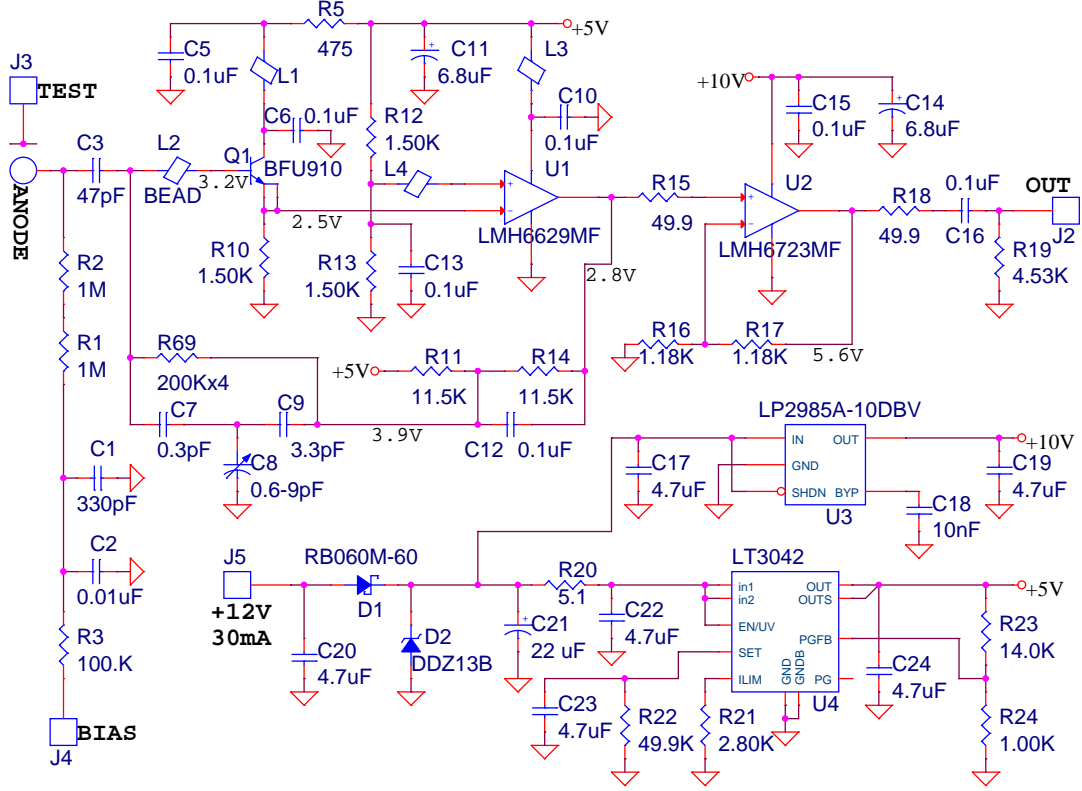 R5
475
+5V
C5
0.1uF
L1
C11
6.8uF
L3
J3
TEST
C6
0.1uF
R12
1.50K
C10
0.1uF
+10V
C15
0.1uF
C14
6.8uF
C3
47pF
L2
BEAD
Q1
BFU910
3.2V
L4
U1
LMH6629MF
+
−
R15
49.9
U2
LMH6723MF
+
−
R18
49.9
0.1uF
C16
OUT
J2
ANODE
2.5V
R10
1.50K
R13
1.50K
C13
0.1uF
2.8V
R19
4.53K
R2
1M
R1
1M
R69
200Kx4
+5V
R11
11.5K
R14
11.5K
R16
1.18K
R17
1.18K
5.6V
C7
0.3pF
C9
3.3pF
3.9V
C12
0.1uF
C8
0.6-9pF
LP2985A-10DBV
IN
OUT
GND
SHDN
BYP
U3
C17
4.7uF
+10V
C19
4.7uF
C18
10nF
C1
330pF
C2
0.01uF
J5
+12V
30mA
RB060M-60
D1
R20
5.1
LT3042
in1
in2
EN/UV
SET
ILIM
OUT
OUTS
PGFB
PG
GND
GNDB
U4
+5V
D2
DDZ13B
C21
22 uF
C22
4.7uF
R23
14.0K
R3
100.K
C20
4.7uF
C24
4.7uF
C23
4.7uF
R22
49.9K
R21
2.80K
R24
1.00K
BIAS
J4